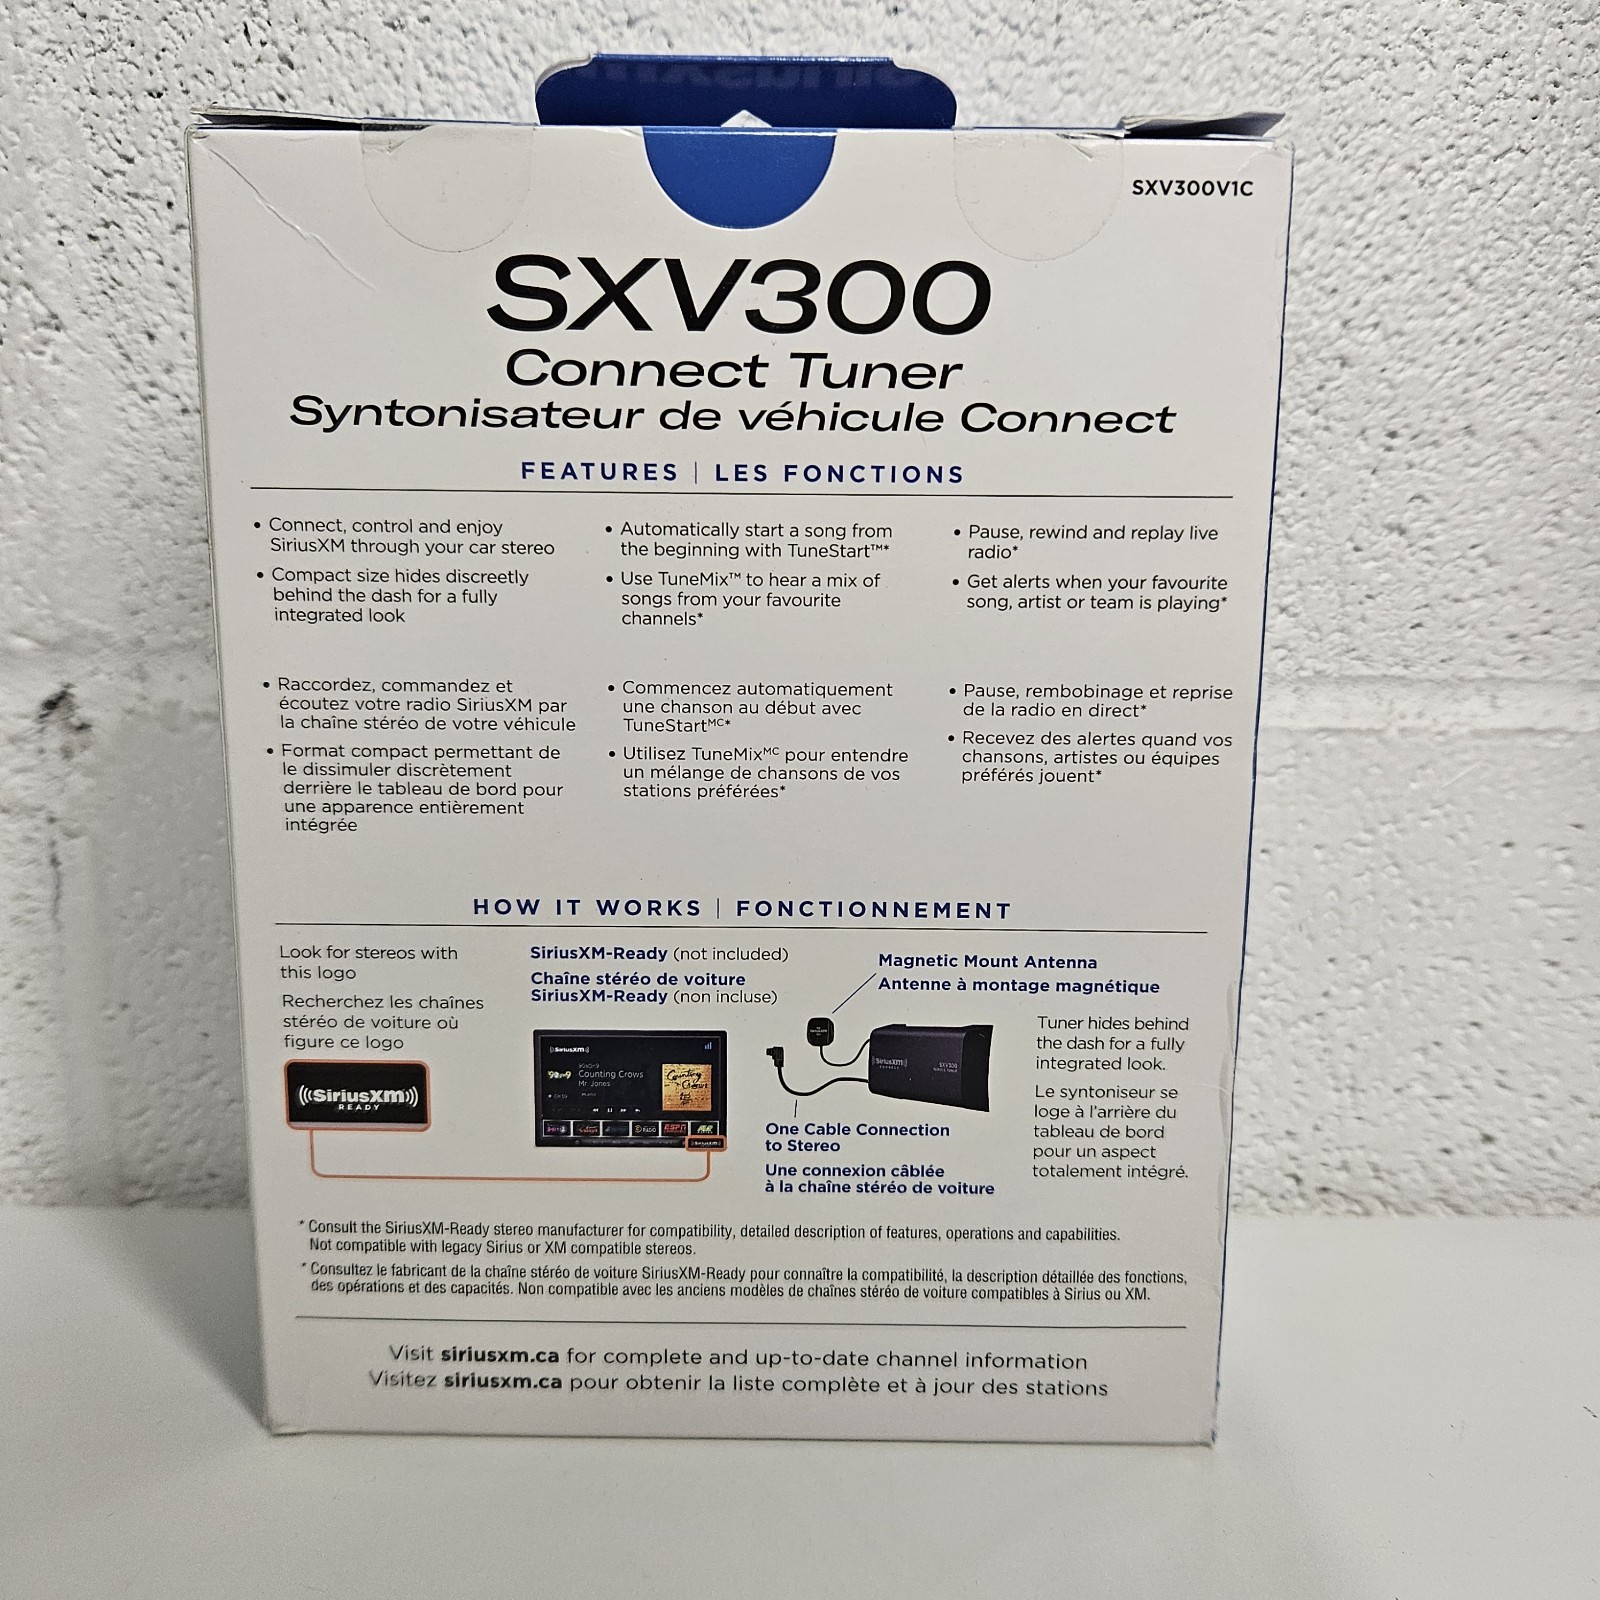 SXV300V1C
SXV300
Connect Tuner
Syntonisateur de véhicule Connect
FEATURES | LES FONCTIONS
• Connect, control and enjoy
SiriusXM through your car stereo
• Compact size hides discreetly
behind the dash for a fully
integrated look
• Automatically start a song from
the beginning with TuneStart™*
• Use TuneMix™ to hear a mix of
songs from your favourite
channels*
• Pause, rewind and replay live
radio*
• Get alerts when your favourite
song, artist or team is playing*
• Raccordez, commandez et
écoutez votre radio SiriusXM par
la chaîne stéréo de votre véhicule
• Format compact permettant de
le dissimuler discrètement
derrière le tableau de bord pour
une apparence entièrement
intégrée
• Commencez automatiquement
une chanson au début avec
TuneStartMC*
• Utilisez TuneMixMC pour entendre
un mélange de chansons de vos
stations préférées*
• Pause, rembobinage et reprise
de la radio en direct*
• Recevez des alertes quand vos
chansons, artistes ou équipes
préférés jouent*
HOW IT WORKS | FONCTIONNEMENT
Look for stereos with
this logo
Recherchez les chaînes
stéréo de voiture où
figure ce logo
((SiriusXM))
READY
SiriusXM-Ready (not included)
Chaîne stéréo de voiture
SiriusXM-Ready (non incluse)
((SiriusXM))
90s on 9
Counting Crows
Mr. Jones
Counting Crows
ESPN
SiriusXM
Magnetic Mount Antenna
Antenne à montage magnétique
SiriusXM
CONNECT
SXV300
One Cable Connection
to Stereo
Une connexion câblée
à la chaîne stéréo de voiture
Tuner hides behind
the dash for a fully
integrated look.
Le syntoniseur se
loge à l'arrière du
tableau de bord
pour un aspect
totalement intégré.
* Consult the SiriusXM-Ready stereo manufacturer for compatibility, detailed description of features, operations and capabilities.
Not compatible with legacy Sirius or XM compatible stereos.
* Consultez le fabricant de la chaîne stéréo de voiture SiriusXM-Ready pour connaître la compatibilité, la description détaillée des fonctions,
des opérations et des capacités. Non compatible avec les anciens modèles de chaînes stéréo de voiture compatibles à Sirius ou XM.
Visit siriusxm.ca for complete and up-to-date channel information
Visitez siriusxm.ca pour obtenir la liste complète et à jour des stations